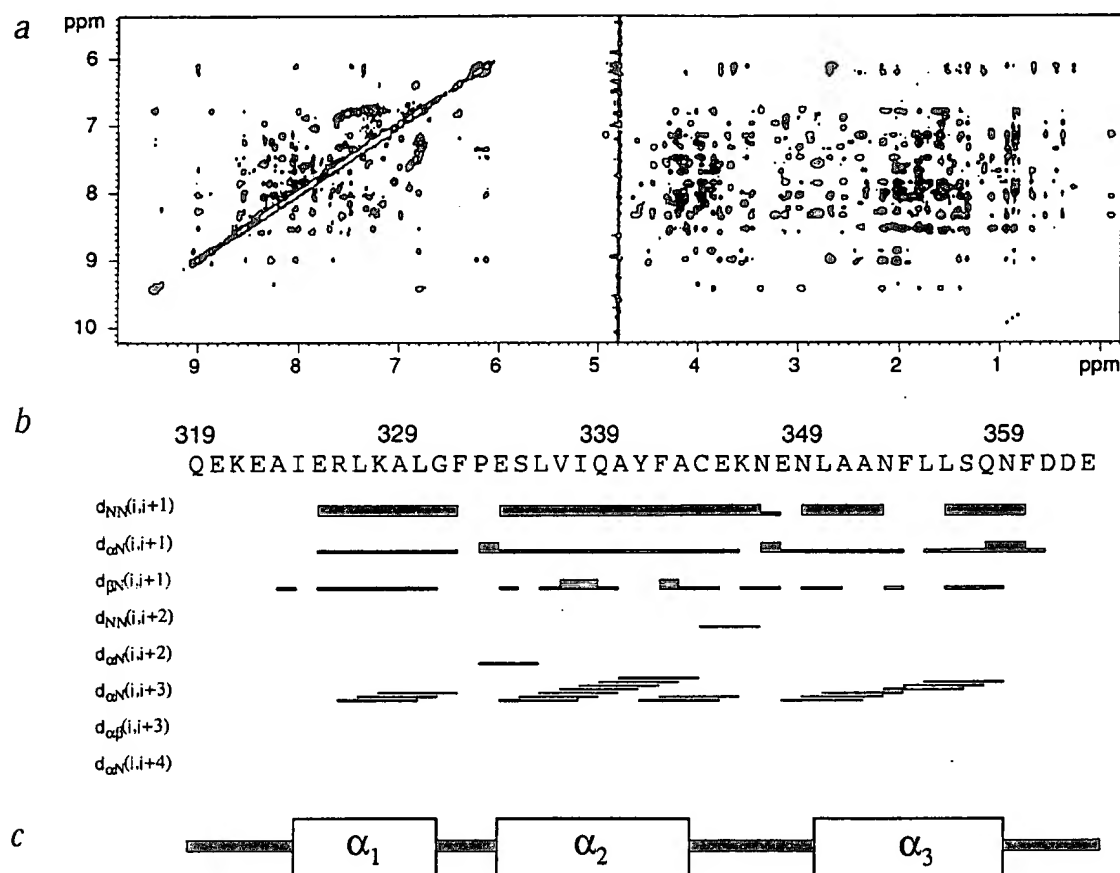 a
ppm
6
7
8
9
10
9 8 7 6 5 4 3 2 1 ppm
b
319 329 339 349 359
QEKEAIERLKALGFPESLVIQAYFACEKNENLAANFLLSQNFDDE
dNN(i,i+1)
dαN(i,i+1)
dβN(i,i+1)
dNN(i,i+2)
dαN(i,i+2)
dαN(i,i+3)
dαβ(i,i+3)
dαN(i,i+4)
c
α1 α2 α3